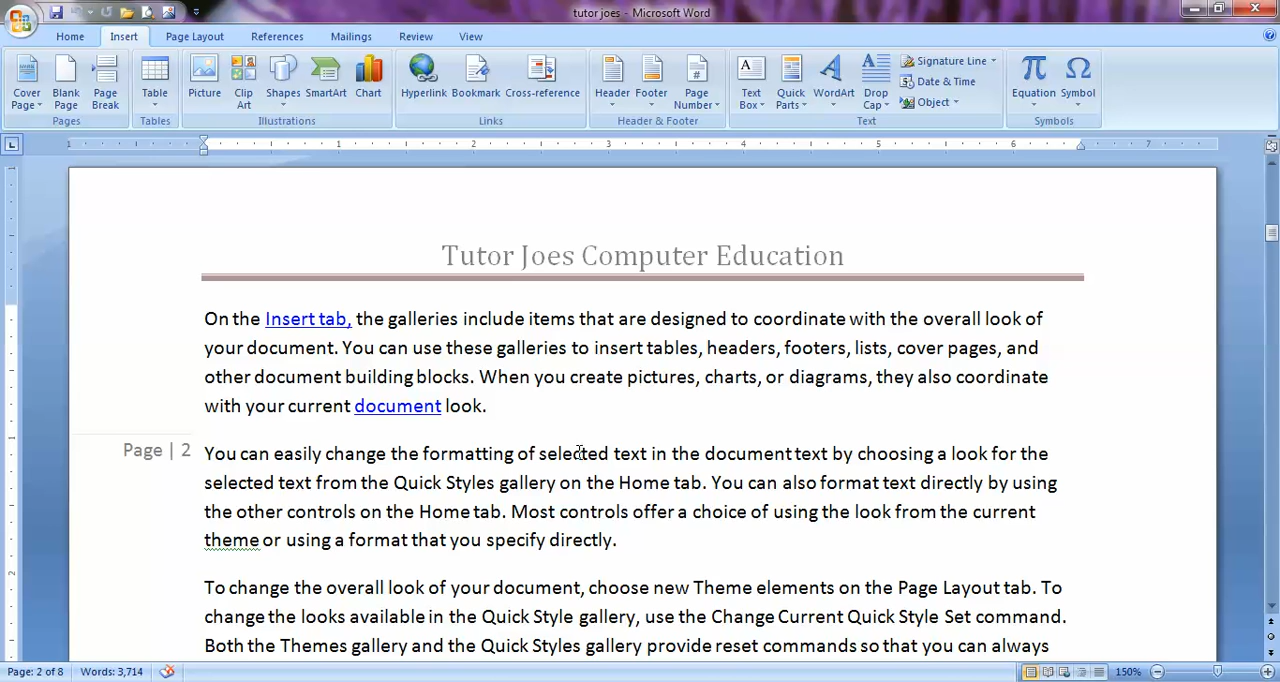 tutor joes - Microsoft Word
Home Insert Page Layout References Mailings Review View
Cover Page Blank Page Page Break Table Picture Clip Art Shapes SmartArt Chart Hyperlink Bookmark Cross-reference Header Footer Page Number Text Box Quick Parts WordArt Drop Cap Signature Line Date & Time Object Equation Symbol
Pages Tables Illustrations Links Header & Footer Text Symbols
1 1 2 3 4 5 6 7
Tutor Joes Computer Education
On the Insert tab, the galleries include items that are designed to coordinate with the overall look of
your document. You can use these galleries to insert tables, headers, footers, lists, cover pages, and
other document building blocks. When you create pictures, charts, or diagrams, they also coordinate
with your current document look.
Page | 2
You can easily change the formatting of selected text in the document text by choosing a look for the
selected text from the Quick Styles gallery on the Home tab. You can also format text directly by using
the other controls on the Home tab. Most controls offer a choice of using the look from the current
theme or using a format that you specify directly.
To change the overall look of your document, choose new Theme elements on the Page Layout tab. To
change the looks available in the Quick Style gallery, use the Change Current Quick Style Set command.
Both the Themes gallery and the Quick Styles gallery provide reset commands so that you can always
Page: 2 of 8 Words: 3,714 150%